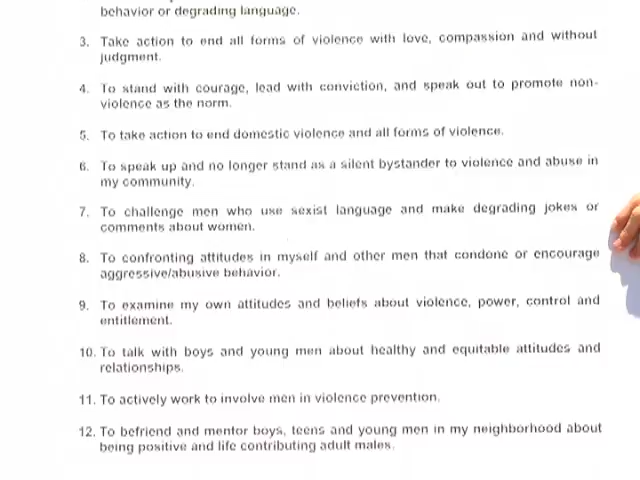 behavior or degrading language.
3. Take action to end all forms of violence with love, compassion and without
judgment.
4. To stand with courage, lead with conviction, and speak out to promote non-
violence as the norm.
5. To take action to end domestic violence and all forms of violence.
6. To speak up and no longer stand as a silent bystander to violence and abuse in
my community.
7. To challenge men who use sexist language and make degrading jokes or
comments about women.
8. To confronting attitudes in myself and other men that condone or encourage
aggressive/abusive behavior.
9. To examine my own attitudes and beliefs about violence, power, control and
entitlement.
10. To talk with boys and young men about healthy and equitable attitudes and
relationships.
11. To actively work to involve men in violence prevention.
12. To befriend and mentor boys, teens and young men in my neighborhood about
being positive and life contributing adult males.